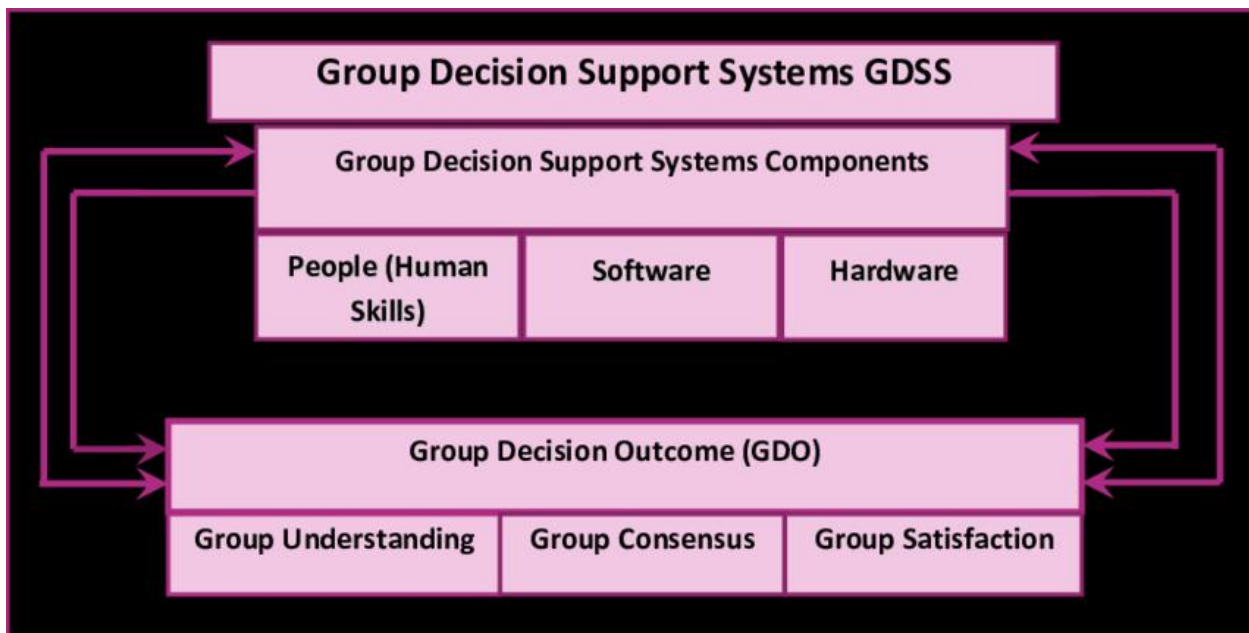 Group Decision Support Systems GDSS
Group Decision Support Systems Components
People (Human
Skills)
Software
Hardware
Group Decision Outcome (GDO)
Group Understanding
Group Consensus
Group Satisfaction